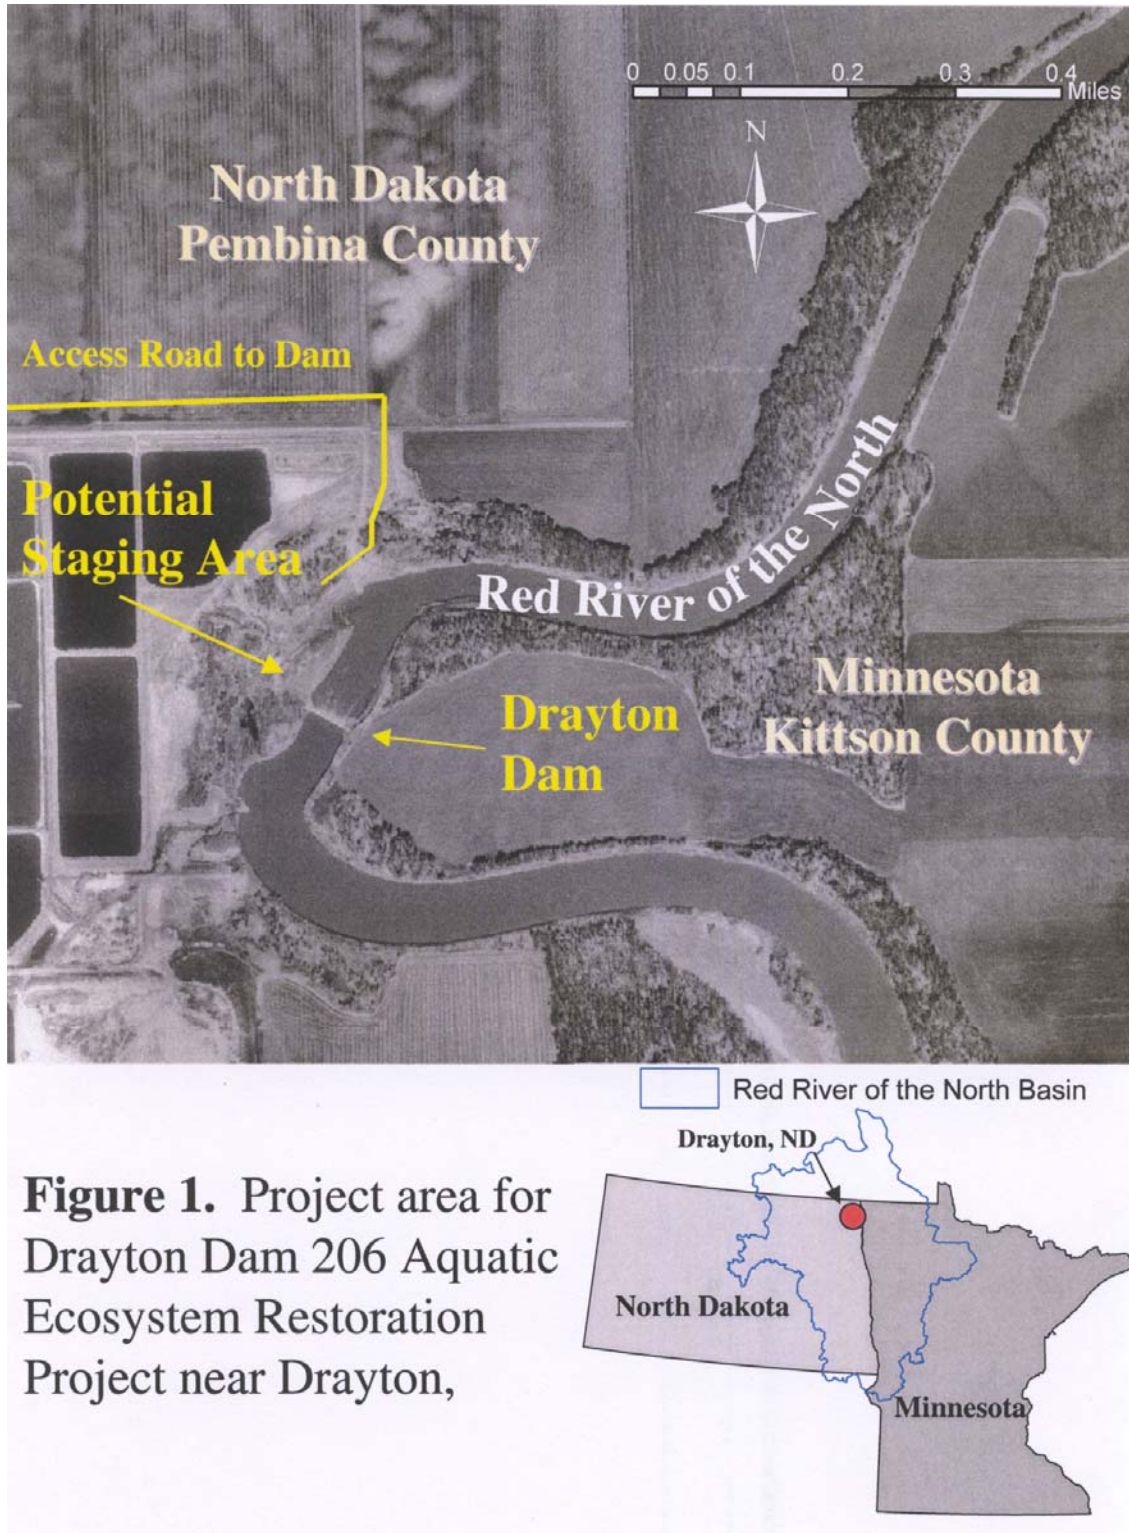 0 0.05 0.1 0.2 0.3 0.4
Miles
N
North Dakota
Pembina County
Access Road to Dam
Potential
Staging Area
Red River of the North
Minnesota
Kittson County
Drayton
Dam
Red River of the North Basin
Drayton, ND
North Dakota
Minnesota
Figure 1. Project area for
Drayton Dam 206 Aquatic
Ecosystem Restoration
Project near Drayton,